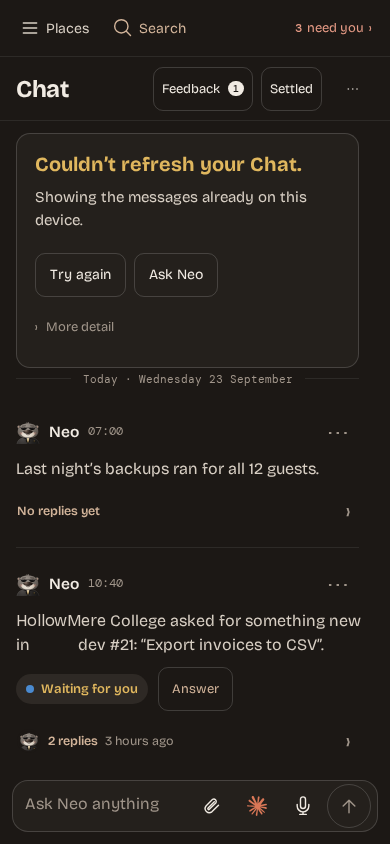 Places
Search
3 need you ›
Chat
Feedback 1
Settled
···
Couldn't refresh your Chat.
Showing the messages already on this
device.
Try again
Ask Neo
› More detail
Today · Wednesday 23 September
Neo 07:00
Last night's backups ran for all 12 guests.
No replies yet
Neo 10:40
HollowMere College asked for something new
in dev #21: “Export invoices to CSV”.
Waiting for you
Answer
2 replies 3 hours ago
Ask Neo anything